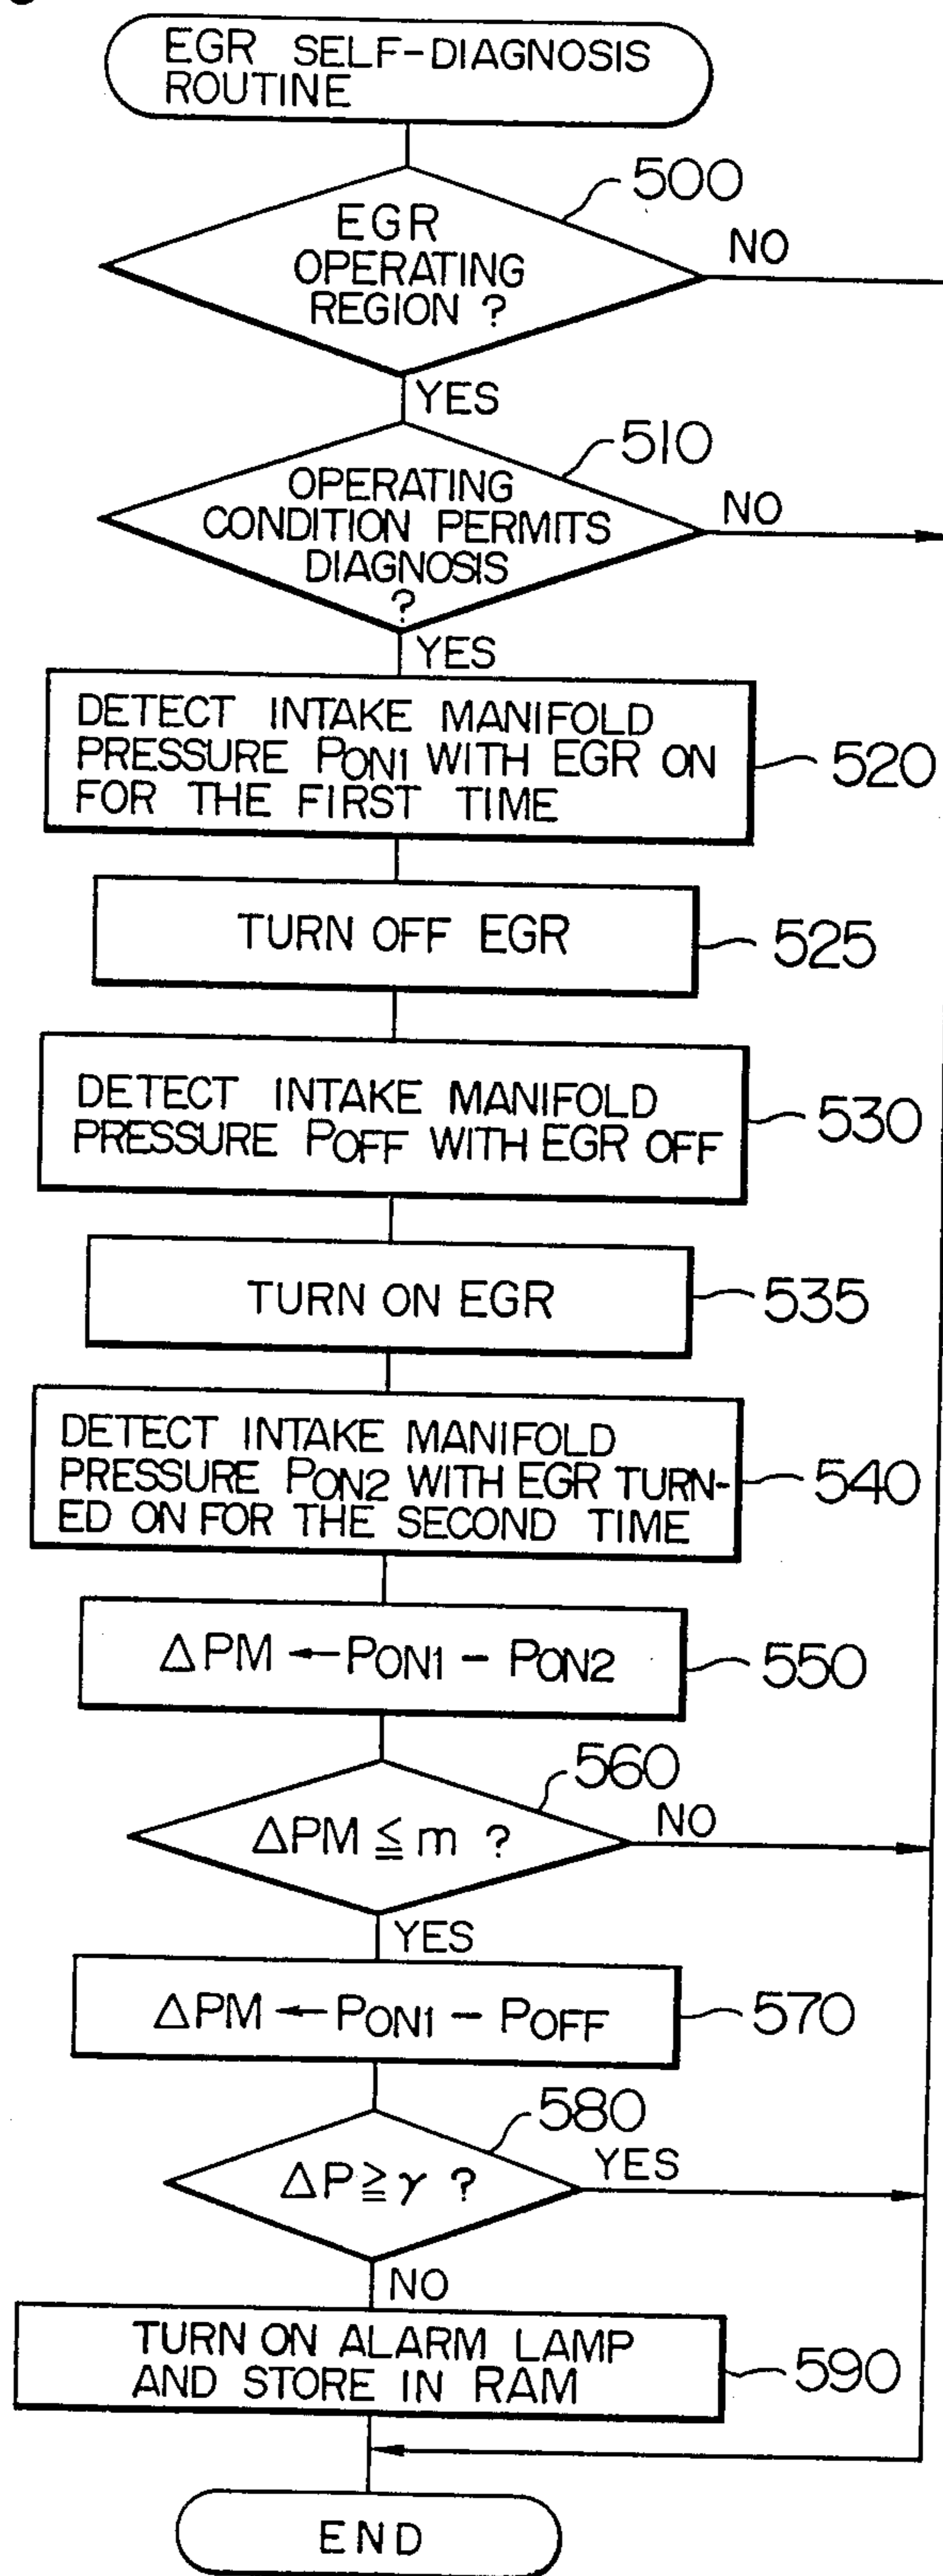 EGR SELF-DIAGNOSIS
ROUTINE
500
EGR
OPERATING
REGION ?
NO
YES
510
OPERATING
CONDITION PERMITS
DIAGNOSIS
?
NO
YES
DETECT INTAKE MANIFOLD
PRESSURE PON1 WITH EGR ON
FOR THE FIRST TIME
520
TURN OFF EGR
525
DETECT INTAKE MANIFOLD
PRESSURE POFF WITH EGR OFF
530
TURN ON EGR
535
DETECT INTAKE MANIFOLD
PRESSURE PON2 WITH EGR TURN-
ED ON FOR THE SECOND TIME
540
ΔPM ← PON1 − PON2
550
560
ΔPM ≦ m ?
NO
YES
ΔPM ← PON1 − POFF
570
580
ΔP ≧ γ ?
YES
NO
TURN ON ALARM LAMP
AND STORE IN RAM
590
END